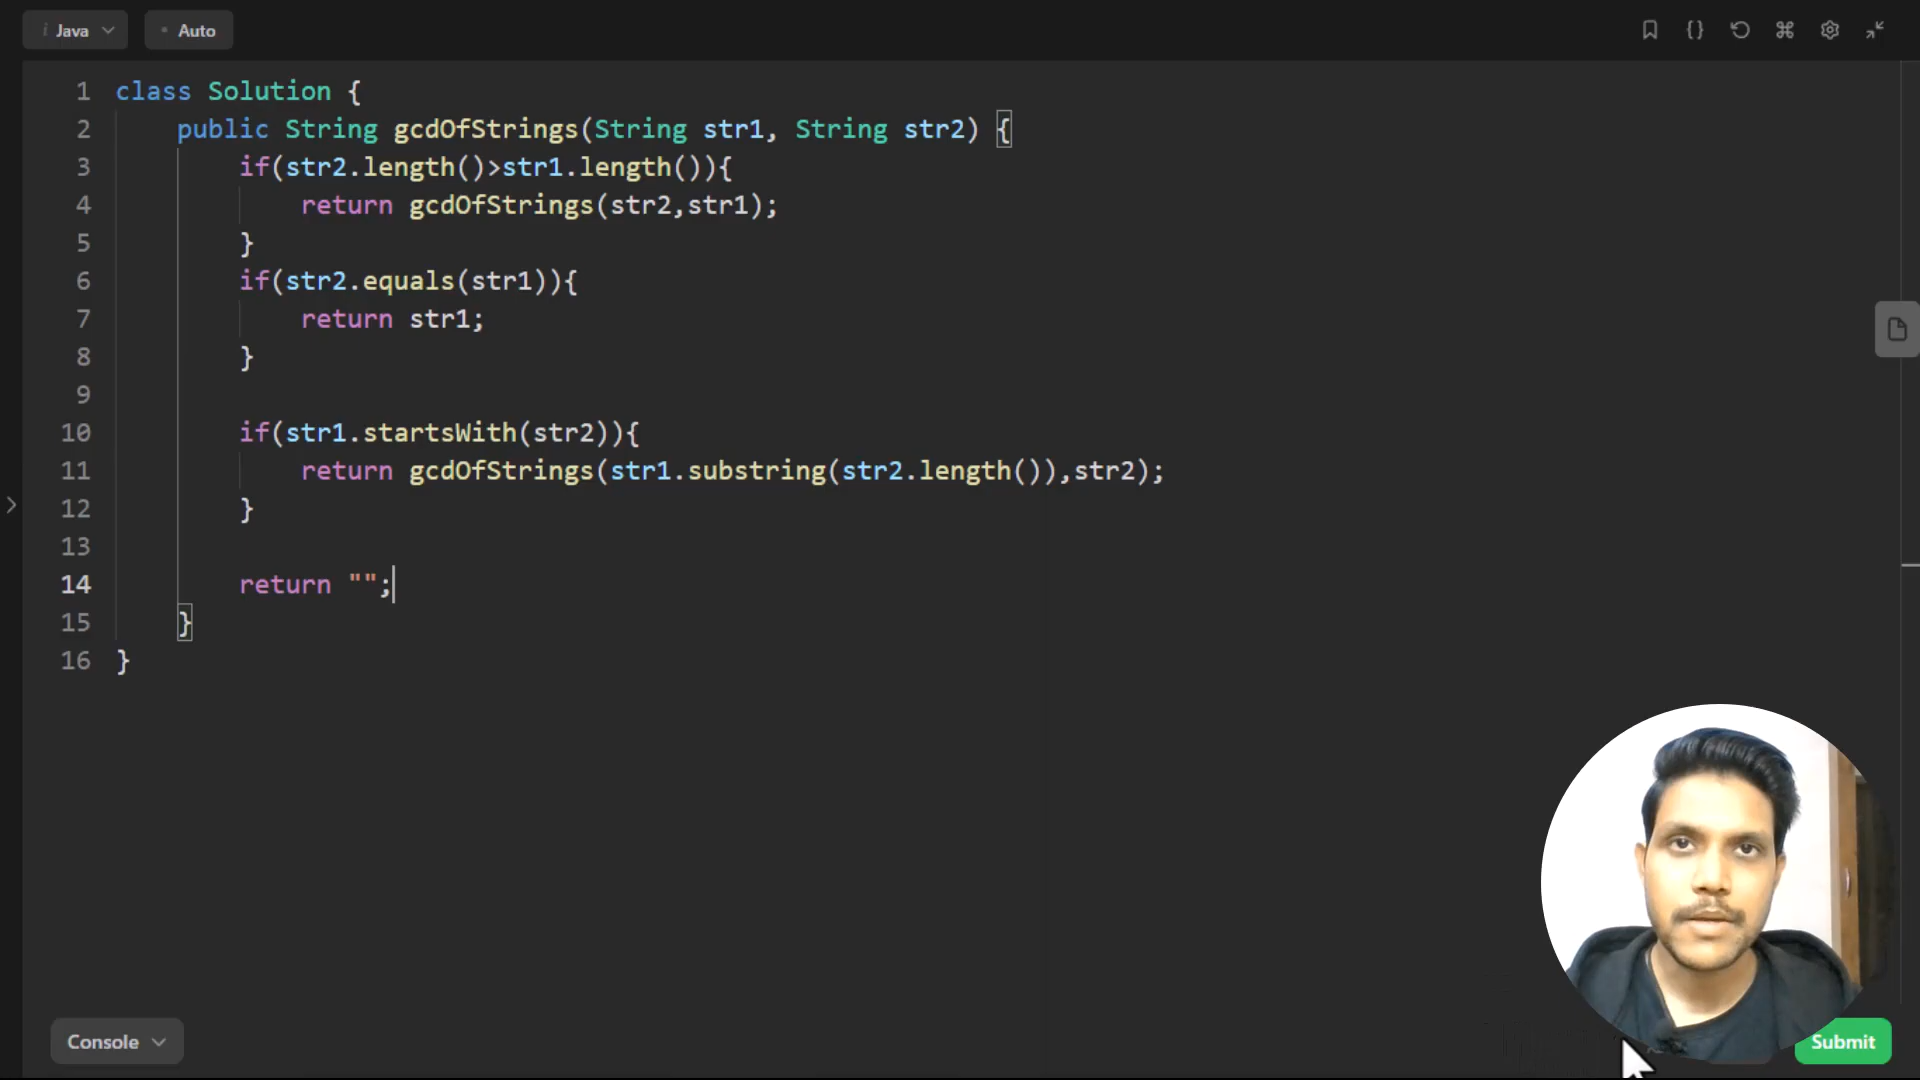 Java
Auto
1 class Solution {
2 public String gcdOfStrings(String str1, String str2) {
3 if(str2.length()>str1.length()){
4 return gcdOfStrings(str2,str1);
5 }
6 if(str2.equals(str1)){
7 return str1;
8 }
9
10 if(str1.startsWith(str2)){
11 return gcdOfStrings(str1.substring(str2.length()),str2);
12 }
13
14 return "";
15 }
16 }
Console
Submit